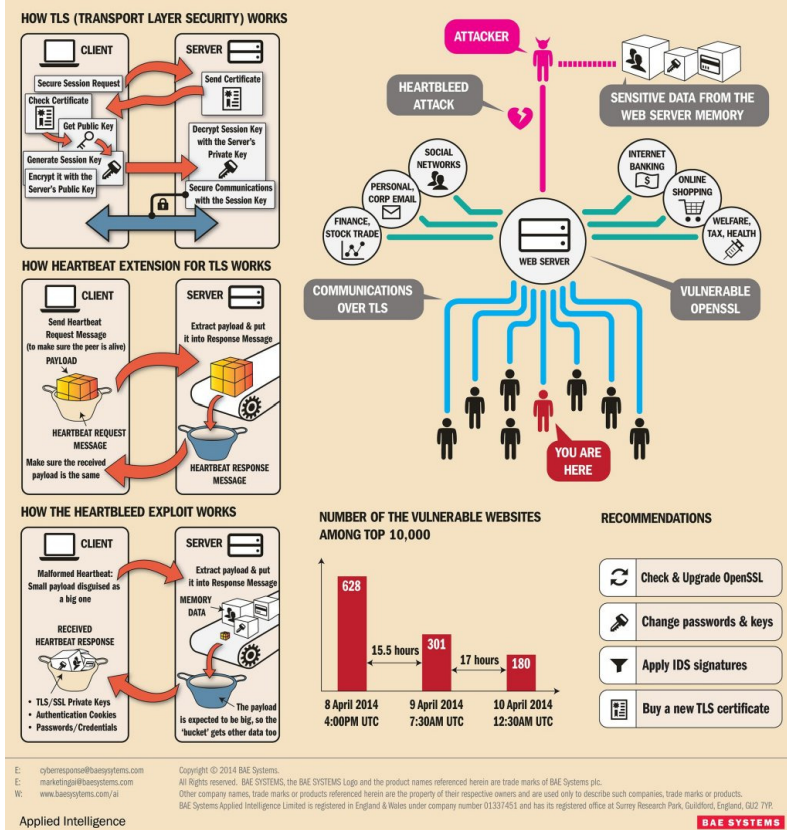 HOW TLS (TRANSPORT LAYER SECURITY) WORKS
CLIENT
SERVER
Secure Session Request
Send Certificate
Check Certificate
Get Public Key
Generate Session Key
Encrypt it with the
Server's Public Key
Decrypt Session Key
with the Server's
Private Key
Secure Communications
with the Session Key
HOW HEARTBEAT EXTENSION FOR TLS WORKS
CLIENT
SERVER
Send Heartbeat
Request Message
(to make sure the peer is alive)
PAYLOAD
HEARTBEAT REQUEST
MESSAGE
Make sure the received
payload is the same
Extract payload & put
it into Response Message
HEARTBEAT RESPONSE
MESSAGE
HOW THE HEARTBLEED EXPLOIT WORKS
CLIENT
SERVER
Malformed Heartbeat:
Small payload disguised as
a big one
RECEIVED
HEARTBEAT RESPONSE
• TLS/SSL Private Keys
• Authentication Cookies
• Passwords/Credentials
Extract payload & put
it into Response Message
MEMORY
DATA
The payload
is expected to be big, so the
'bucket' gets other data too
ATTACKER
HEARTBLEED
ATTACK
SENSITIVE DATA FROM THE
WEB SERVER MEMORY
SOCIAL
NETWORKS
PERSONAL,
CORP EMAIL
FINANCE,
STOCK TRADE
INTERNET
BANKING
$
ONLINE
SHOPPING
WELFARE,
TAX, HEALTH
WEB SERVER
COMMUNICATIONS
OVER TLS
VULNERABLE
OPENSSL
YOU ARE
HERE
NUMBER OF THE VULNERABLE WEBSITES
AMONG TOP 10,000
628
15.5 hours
301
17 hours
180
8 April 2014
4:00PM UTC
9 April 2014
7:30AM UTC
10 April 2014
12:30AM UTC
RECOMMENDATIONS
Check & Upgrade OpenSSL
Change passwords & keys
Apply IDS signatures
Buy a new TLS certificate
E: cyberresponse@baesysytems.com
E: marketingai@baesystems.com
W: www.baesysytems.com/ai
Copyright © 2014 BAE Systems.
All Rights reserved. BAE SYSTEMS, the BAE SYSTEMS Logo and the product names referenced herein are trade marks of BAE Systems plc.
Other company names, trade marks or products referenced herein are the property of their respective owners and are used only to describe such companies, trade marks or products.
BAE Systems Applied Intelligence Limited is registered in England & Wales under company number 01337451 and has its registered office at Surrey Research Park, Guildford, England, GU2 7YP.
Applied Intelligence
BAE SYSTEMS